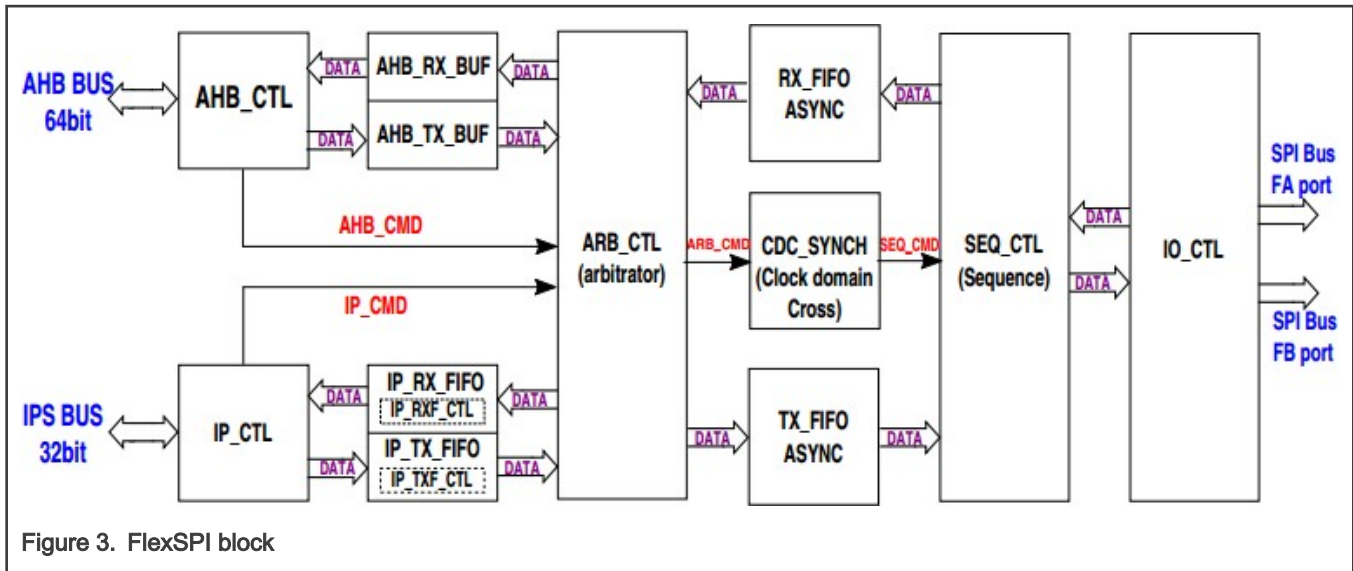 AHB BUS
64bit
AHB_CTL
DATA
DATA
AHB_RX_BUF
AHB_TX_BUF
DATA
DATA
AHB_CMD
IP_CMD
IPS BUS
32bit
IP_CTL
DATA
DATA
IP_RX_FIFO
IP_RXF_CTL
IP_TX_FIFO
IP_TXF_CTL
DATA
DATA
ARB_CTL
(arbitrator)
DATA
RX_FIFO
ASYNC
DATA
ARB_CMD
CDC_SYNCH
(Clock domain
Cross)
SEQ_CMD
DATA
TX_FIFO
ASYNC
DATA
SEQ_CTL
(Sequence)
DATA
DATA
IO_CTL
SPI Bus
FA port
SPI Bus
FB port
Figure 3. FlexSPI block